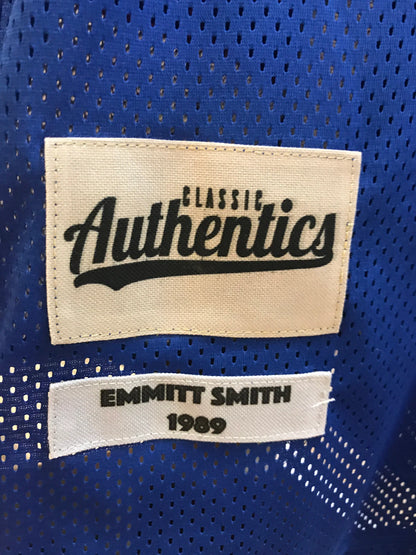 CLASSIC
Authentics
EMMITT SMITH
1989